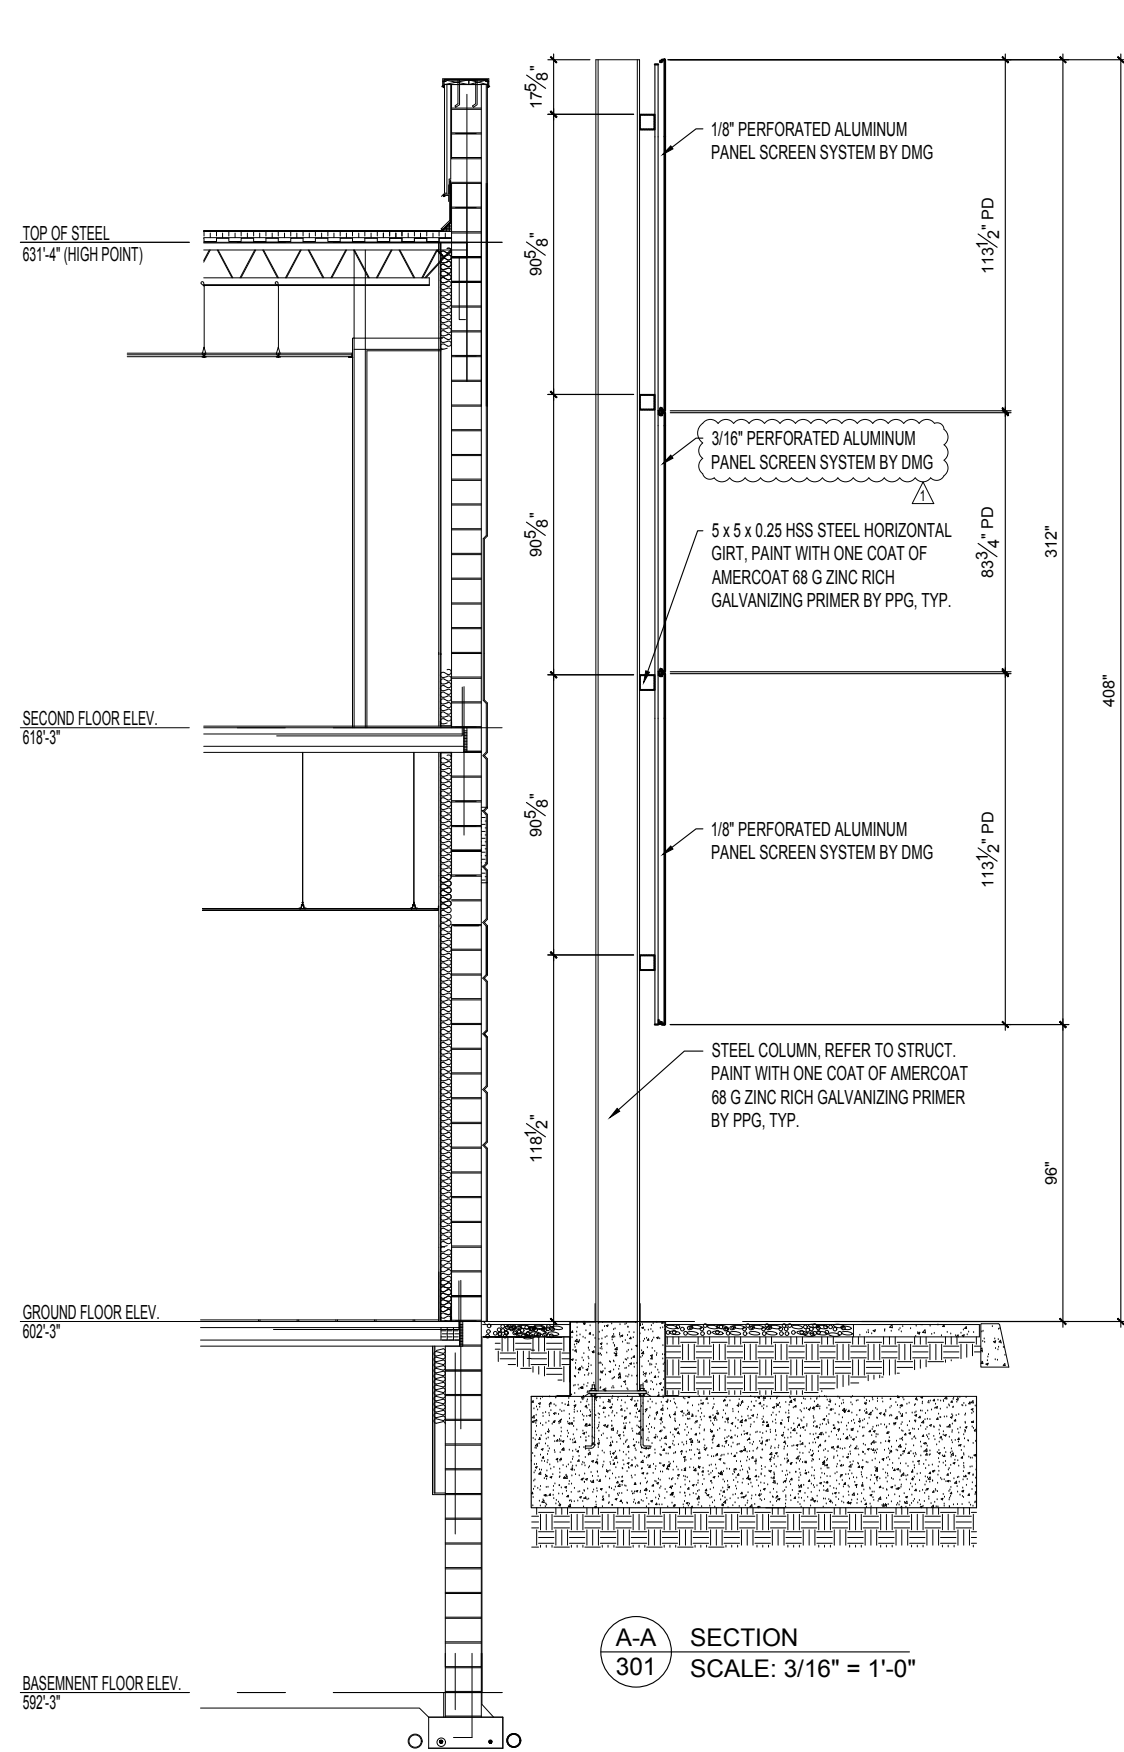 17⅝"
1/8" PERFORATED ALUMINUM
PANEL SCREEN SYSTEM BY DMG
113½" PD
TOP OF STEEL
631'-4" (HIGH POINT)
90⅝"
3/16" PERFORATED ALUMINUM
PANEL SCREEN SYSTEM BY DMG
1
90⅝"
5 x 5 x 0.25 HSS STEEL HORIZONTAL
GIRT, PAINT WITH ONE COAT OF
AMERCOAT 68 G ZINC RICH
GALVANIZING PRIMER BY PPG, TYP.
83¾" PD
312"
408"
SECOND FLOOR ELEV.
618'-3"
90⅝"
1/8" PERFORATED ALUMINUM
PANEL SCREEN SYSTEM BY DMG
113½" PD
STEEL COLUMN, REFER TO STRUCT.
PAINT WITH ONE COAT OF AMERCOAT
68 G ZINC RICH GALVANIZING PRIMER
BY PPG, TYP.
118½"
96"
GROUND FLOOR ELEV.
602'-3"
A-A
301
SECTION
SCALE: 3/16" = 1'-0"
BASEMNENT FLOOR ELEV.
592'-3"